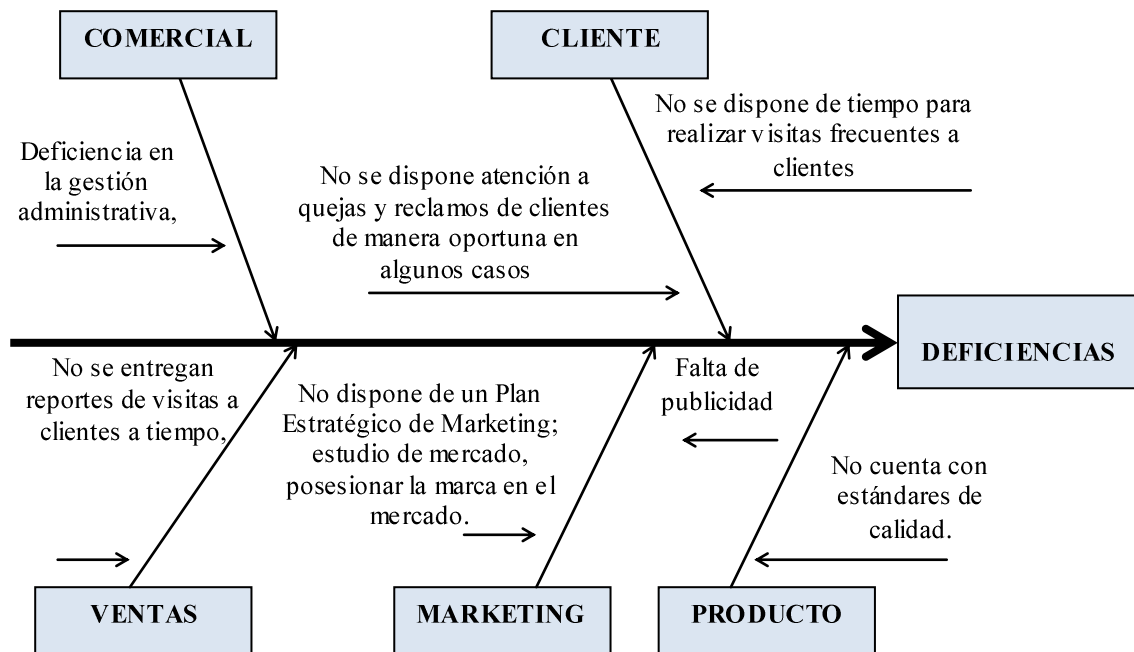 COMERCIAL
CLIENTE
No se dispone de tiempo para
realizar visitas frecuentes a
clientes
Deficiencia en
la gestión
administrativa,
No se dispone atención a
quejas y reclamos de clientes
de manera oportuna en
algunos casos
DEFICIENCIAS
No se entregan
reportes de visitas a
clientes a tiempo,
No dispone de un Plan
Estratégico de Marketing;
estudio de mercado,
posesionar la marca en el
mercado.
Falta de
publicidad
No cuenta con
estándares de
calidad.
VENTAS
MARKETING
PRODUCTO